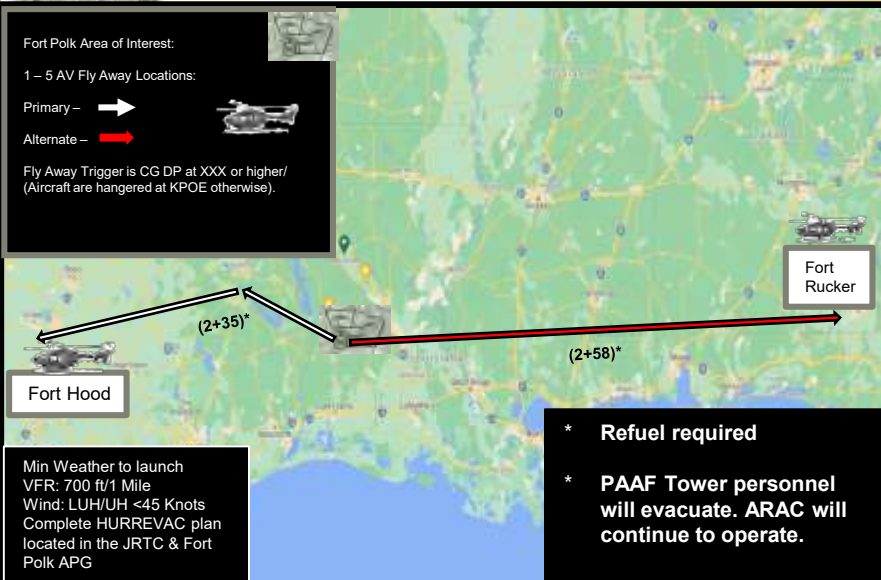 Fort Polk Area of Interest:
1 – 5 AV Fly Away Locations:
Primary –
Alternate –
Fly Away Trigger is CG DP at XXX or higher/
(Aircraft are hangered at KPOE otherwise).
Fort
Rucker
(2+35)*
(2+58)*
Fort Hood
Min Weather to launch
VFR: 700 ft/1 Mile
Wind: LUH/UH <45 Knots
Complete HURREVAC plan
located in the JRTC & Fort
Polk APG
* Refuel required
* PAAF Tower personnel
will evacuate. ARAC will
continue to operate.